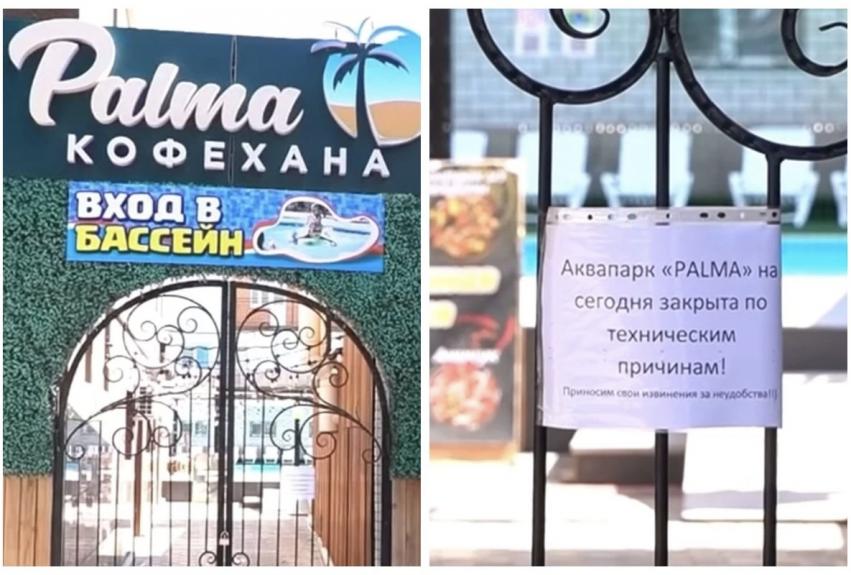 Palma
КОФЕХАНА
ВХОД В
БАССЕЙН
Аквапарк «PALMA» на
сегодня закрыта по
техническим
причинам!
Приносим свои извинения за неудобства!!)